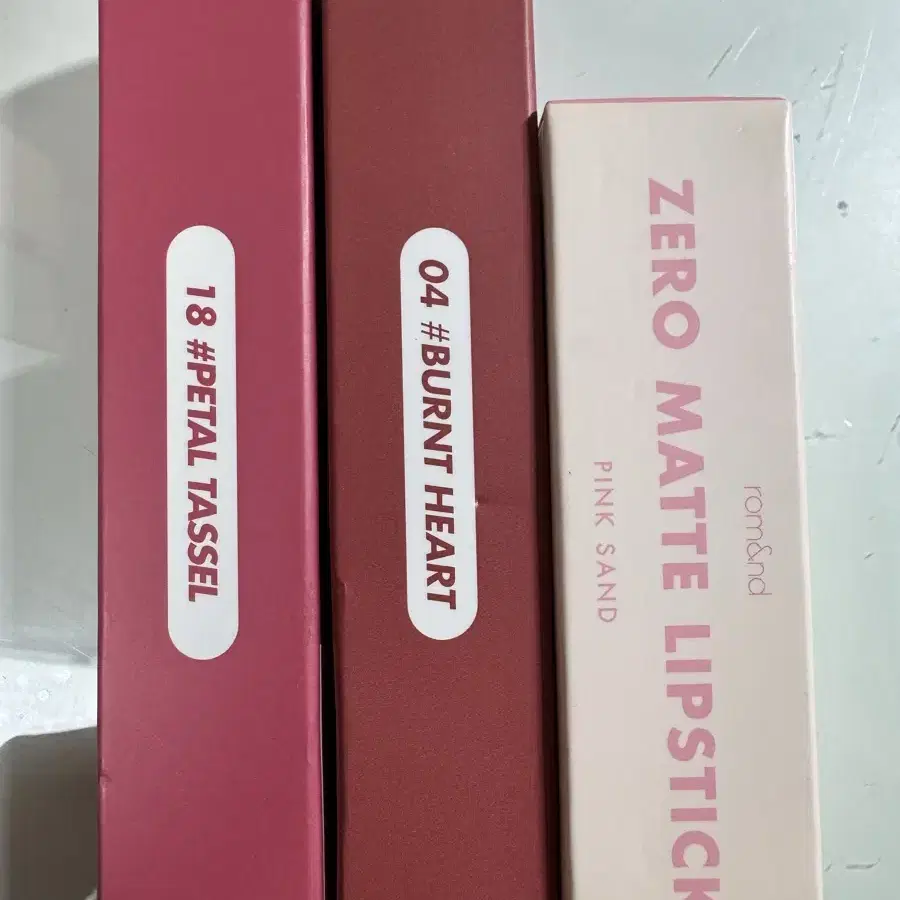 18 #PETAL TASSEL
04 #BURNT HEART
rom&nd
ZERO MATTE LIPSTICK
PINK SAND